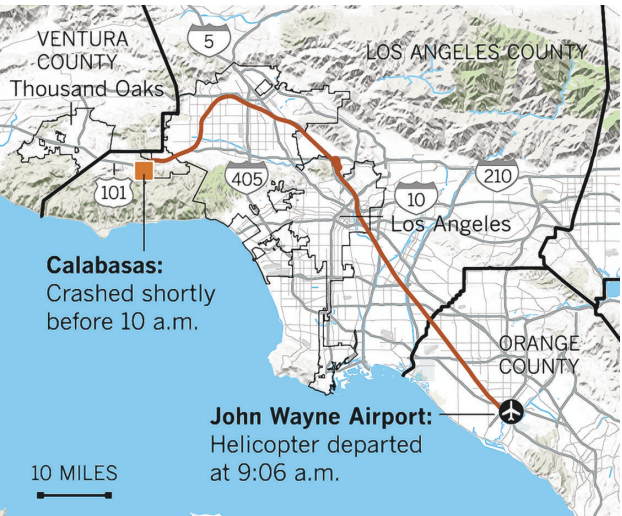 VENTURA
COUNTY
Thousand Oaks
5
LOS ANGELES COUNTY
101
405
10
210
Los Angeles
Calabasas:
Crashed shortly
before 10 a.m.
ORANGE
COUNTY
John Wayne Airport:
Helicopter departed
at 9:06 a.m.
10 MILES